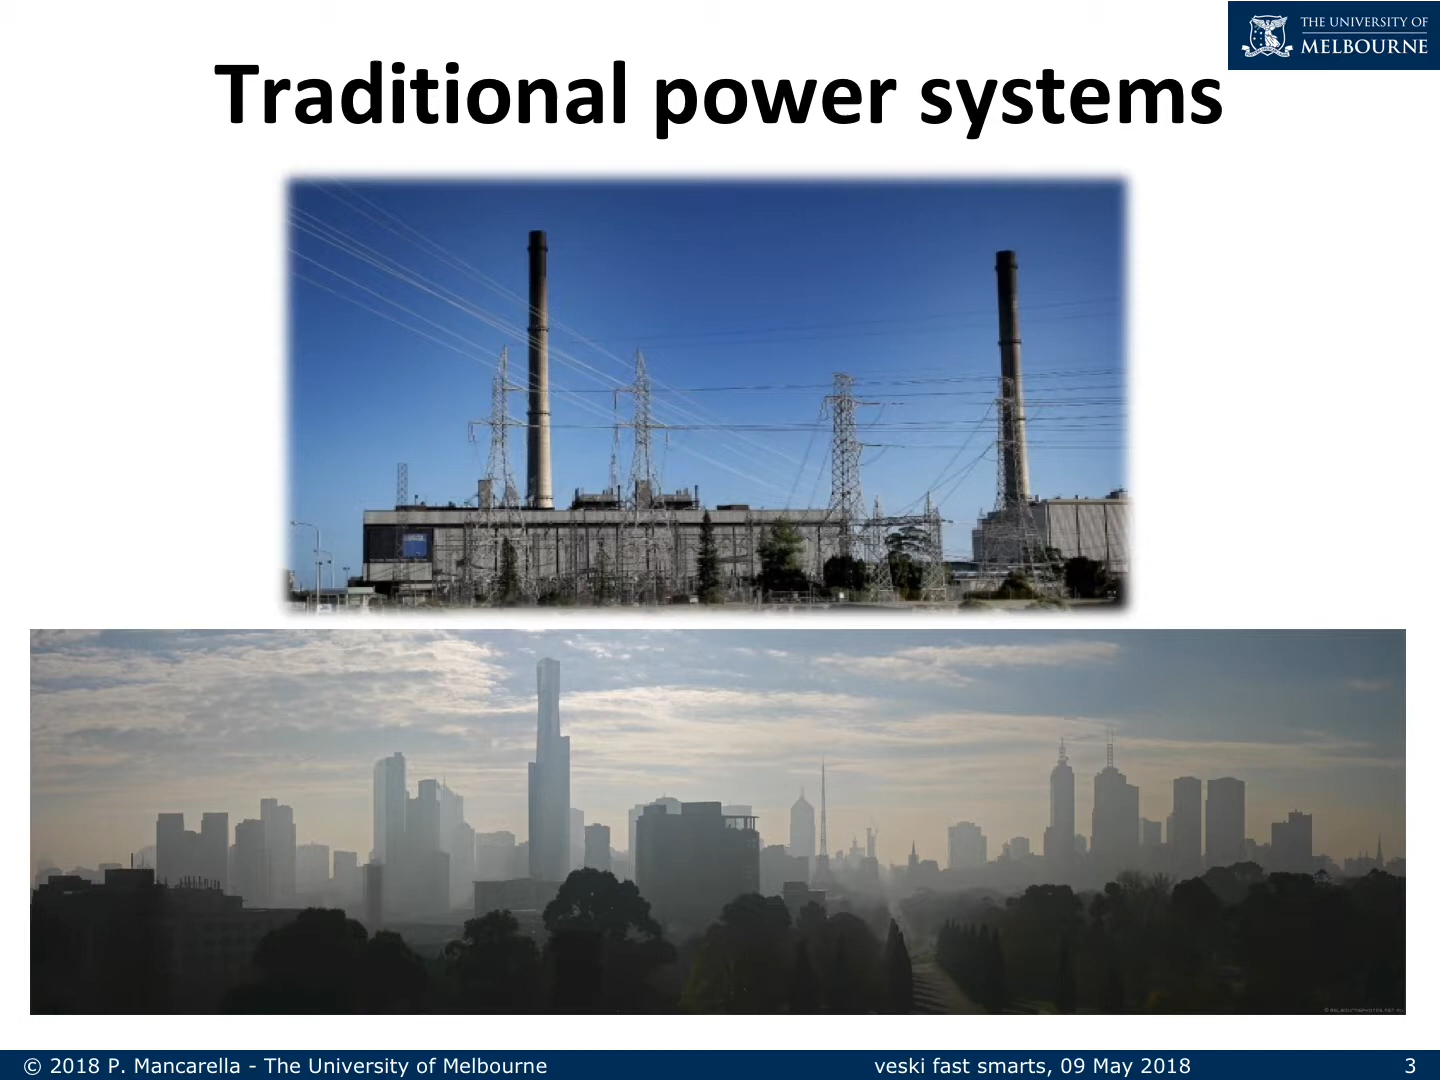 THE UNIVERSITY OF
MELBOURNE
Traditional power systems
© 2018 P. Mancarella - The University of Melbourne
veski fast smarts, 09 May 2018
3